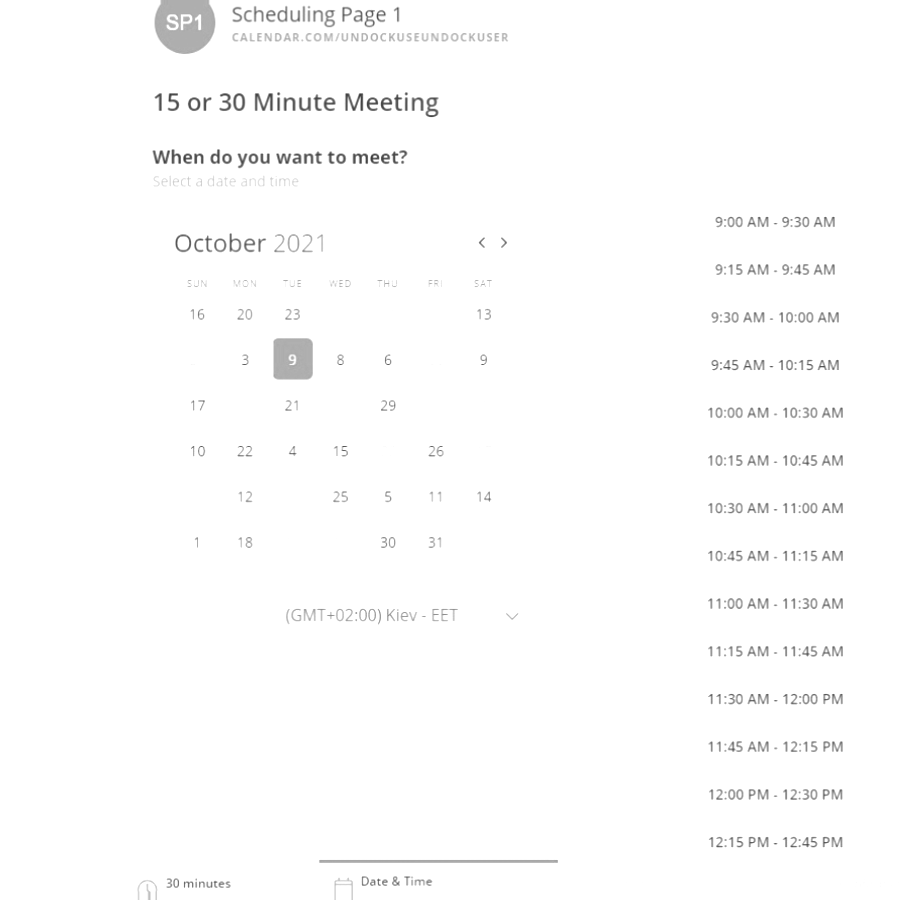 SP1
Scheduling Page 1
CALENDAR.COM/UNDOCKUSEUNDOCKUSER
15 or 30 Minute Meeting
When do you want to meet?
Select a date and time
October 2021
SUN MON TUE WED THU FRI SAT
16 20 23 13
3 9 8 6 9
17 21 29
10 22 4 15 26
12 25 5 11 14
1 18 30 31
(GMT+02:00) Kiev - EET
9:00 AM - 9:30 AM
9:15 AM - 9:45 AM
9:30 AM - 10:00 AM
9:45 AM - 10:15 AM
10:00 AM - 10:30 AM
10:15 AM - 10:45 AM
10:30 AM - 11:00 AM
10:45 AM - 11:15 AM
11:00 AM - 11:30 AM
11:15 AM - 11:45 AM
11:30 AM - 12:00 PM
11:45 AM - 12:15 PM
12:00 PM - 12:30 PM
12:15 PM - 12:45 PM
30 minutes
Date & Time